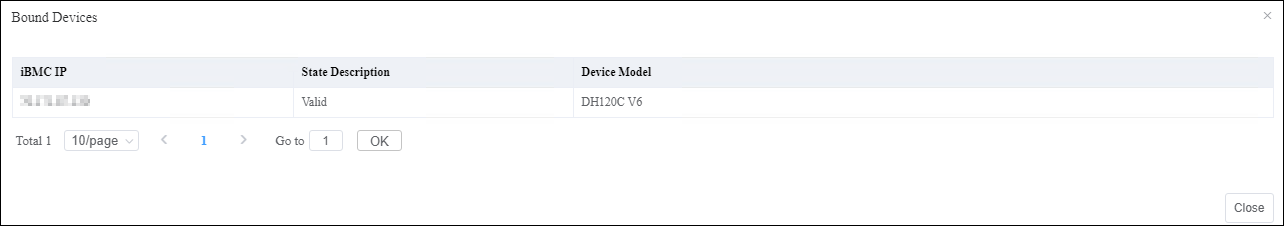 Bound Devices
iBMC IP State Description Device Model
Valid DH120C V6
Total 1 10/page 1 Go to 1 OK
Close